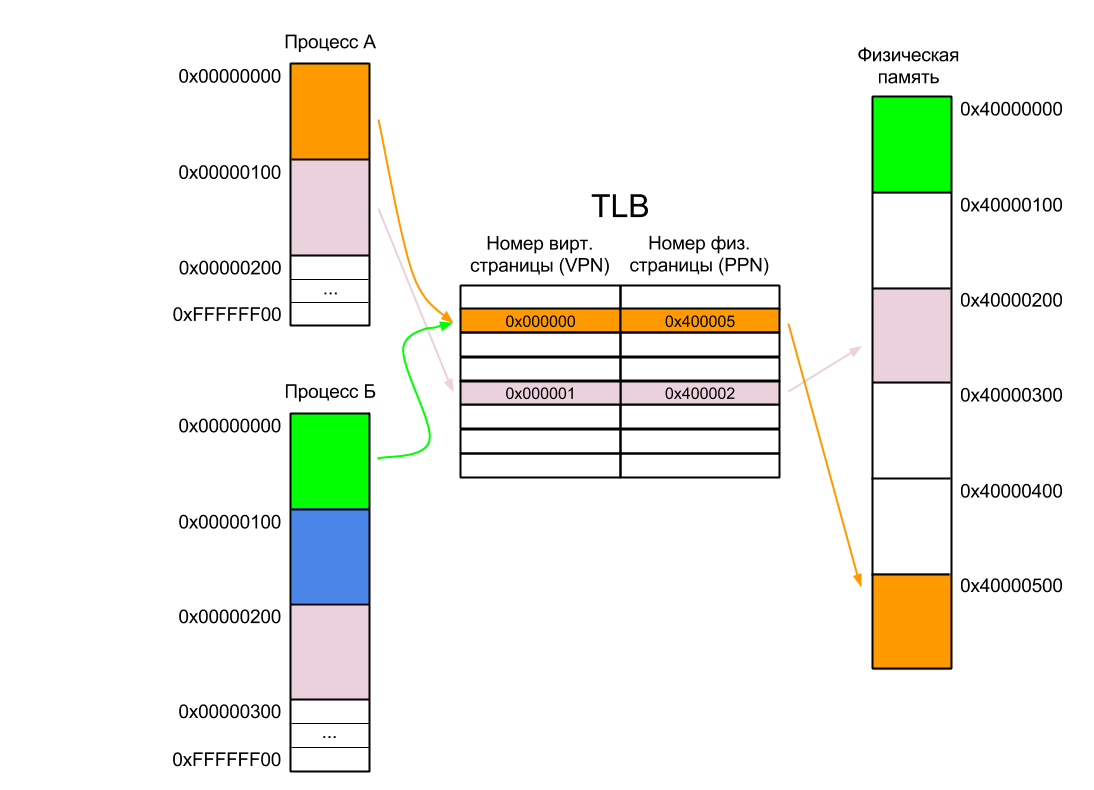 Процесс А
0x00000000
0x00000100
0x00000200
...
0xFFFFFF00
Процесс Б
0x00000000
0x00000100
0x00000200
0x00000300
...
0xFFFFFF00
TLB
Номер вирт.
страницы (VPN)
Номер физ.
страницы (PPN)
0x000000 0x400005
0x000001 0x400002
Физическая
память
0x40000000
0x40000100
0x40000200
0x40000300
0x40000400
0x40000500